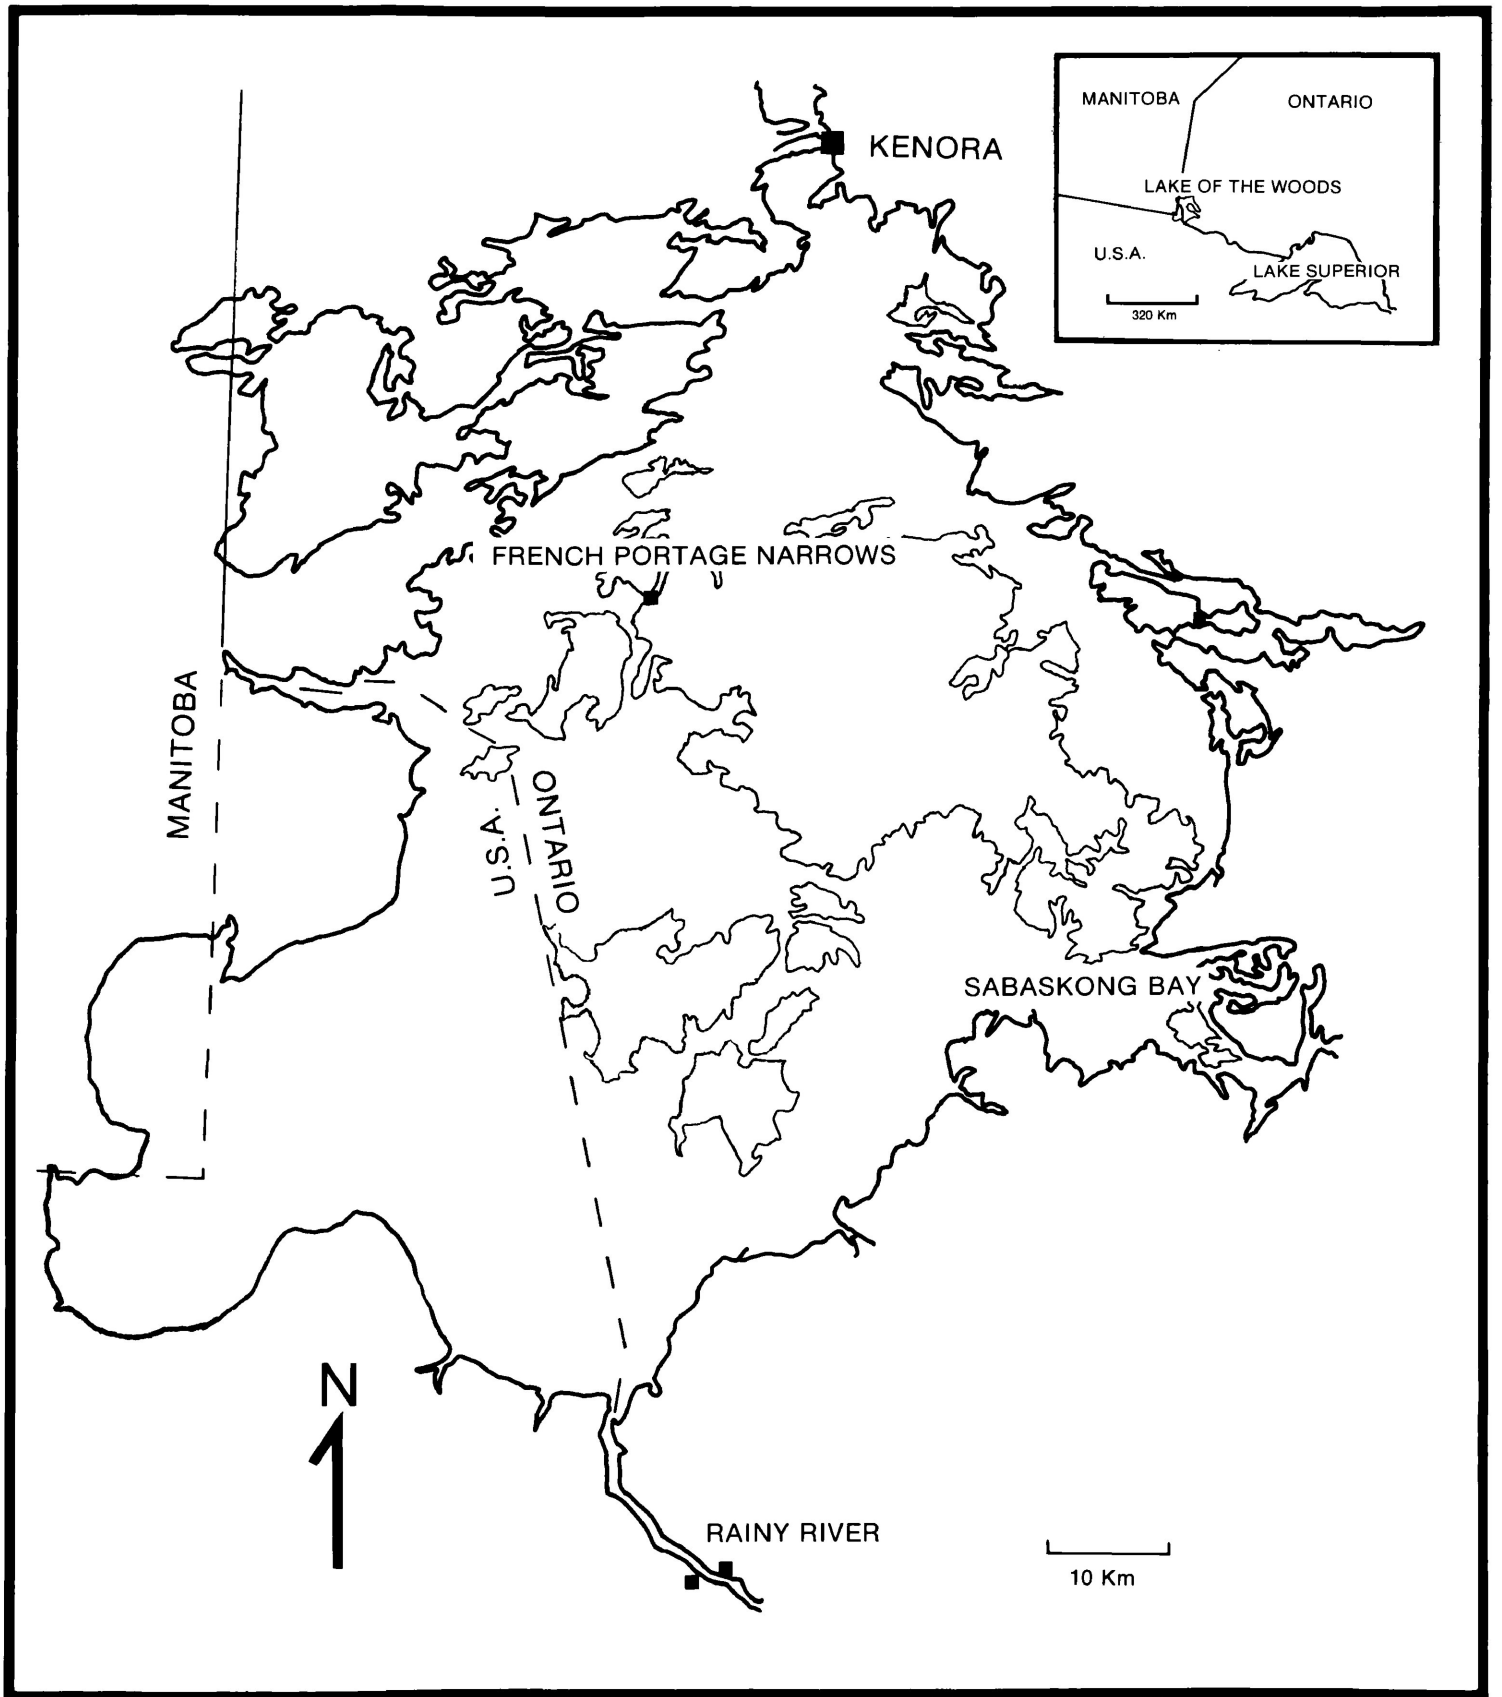 KENORA
MANITOBA
ONTARIO
LAKE OF THE WOODS
U.S.A.
LAKE SUPERIOR
320 Km
FRENCH PORTAGE NARROWS
MANITOBA
U.S.A.
ONTARIO
SABASKONG BAY
N
RAINY RIVER
10 Km